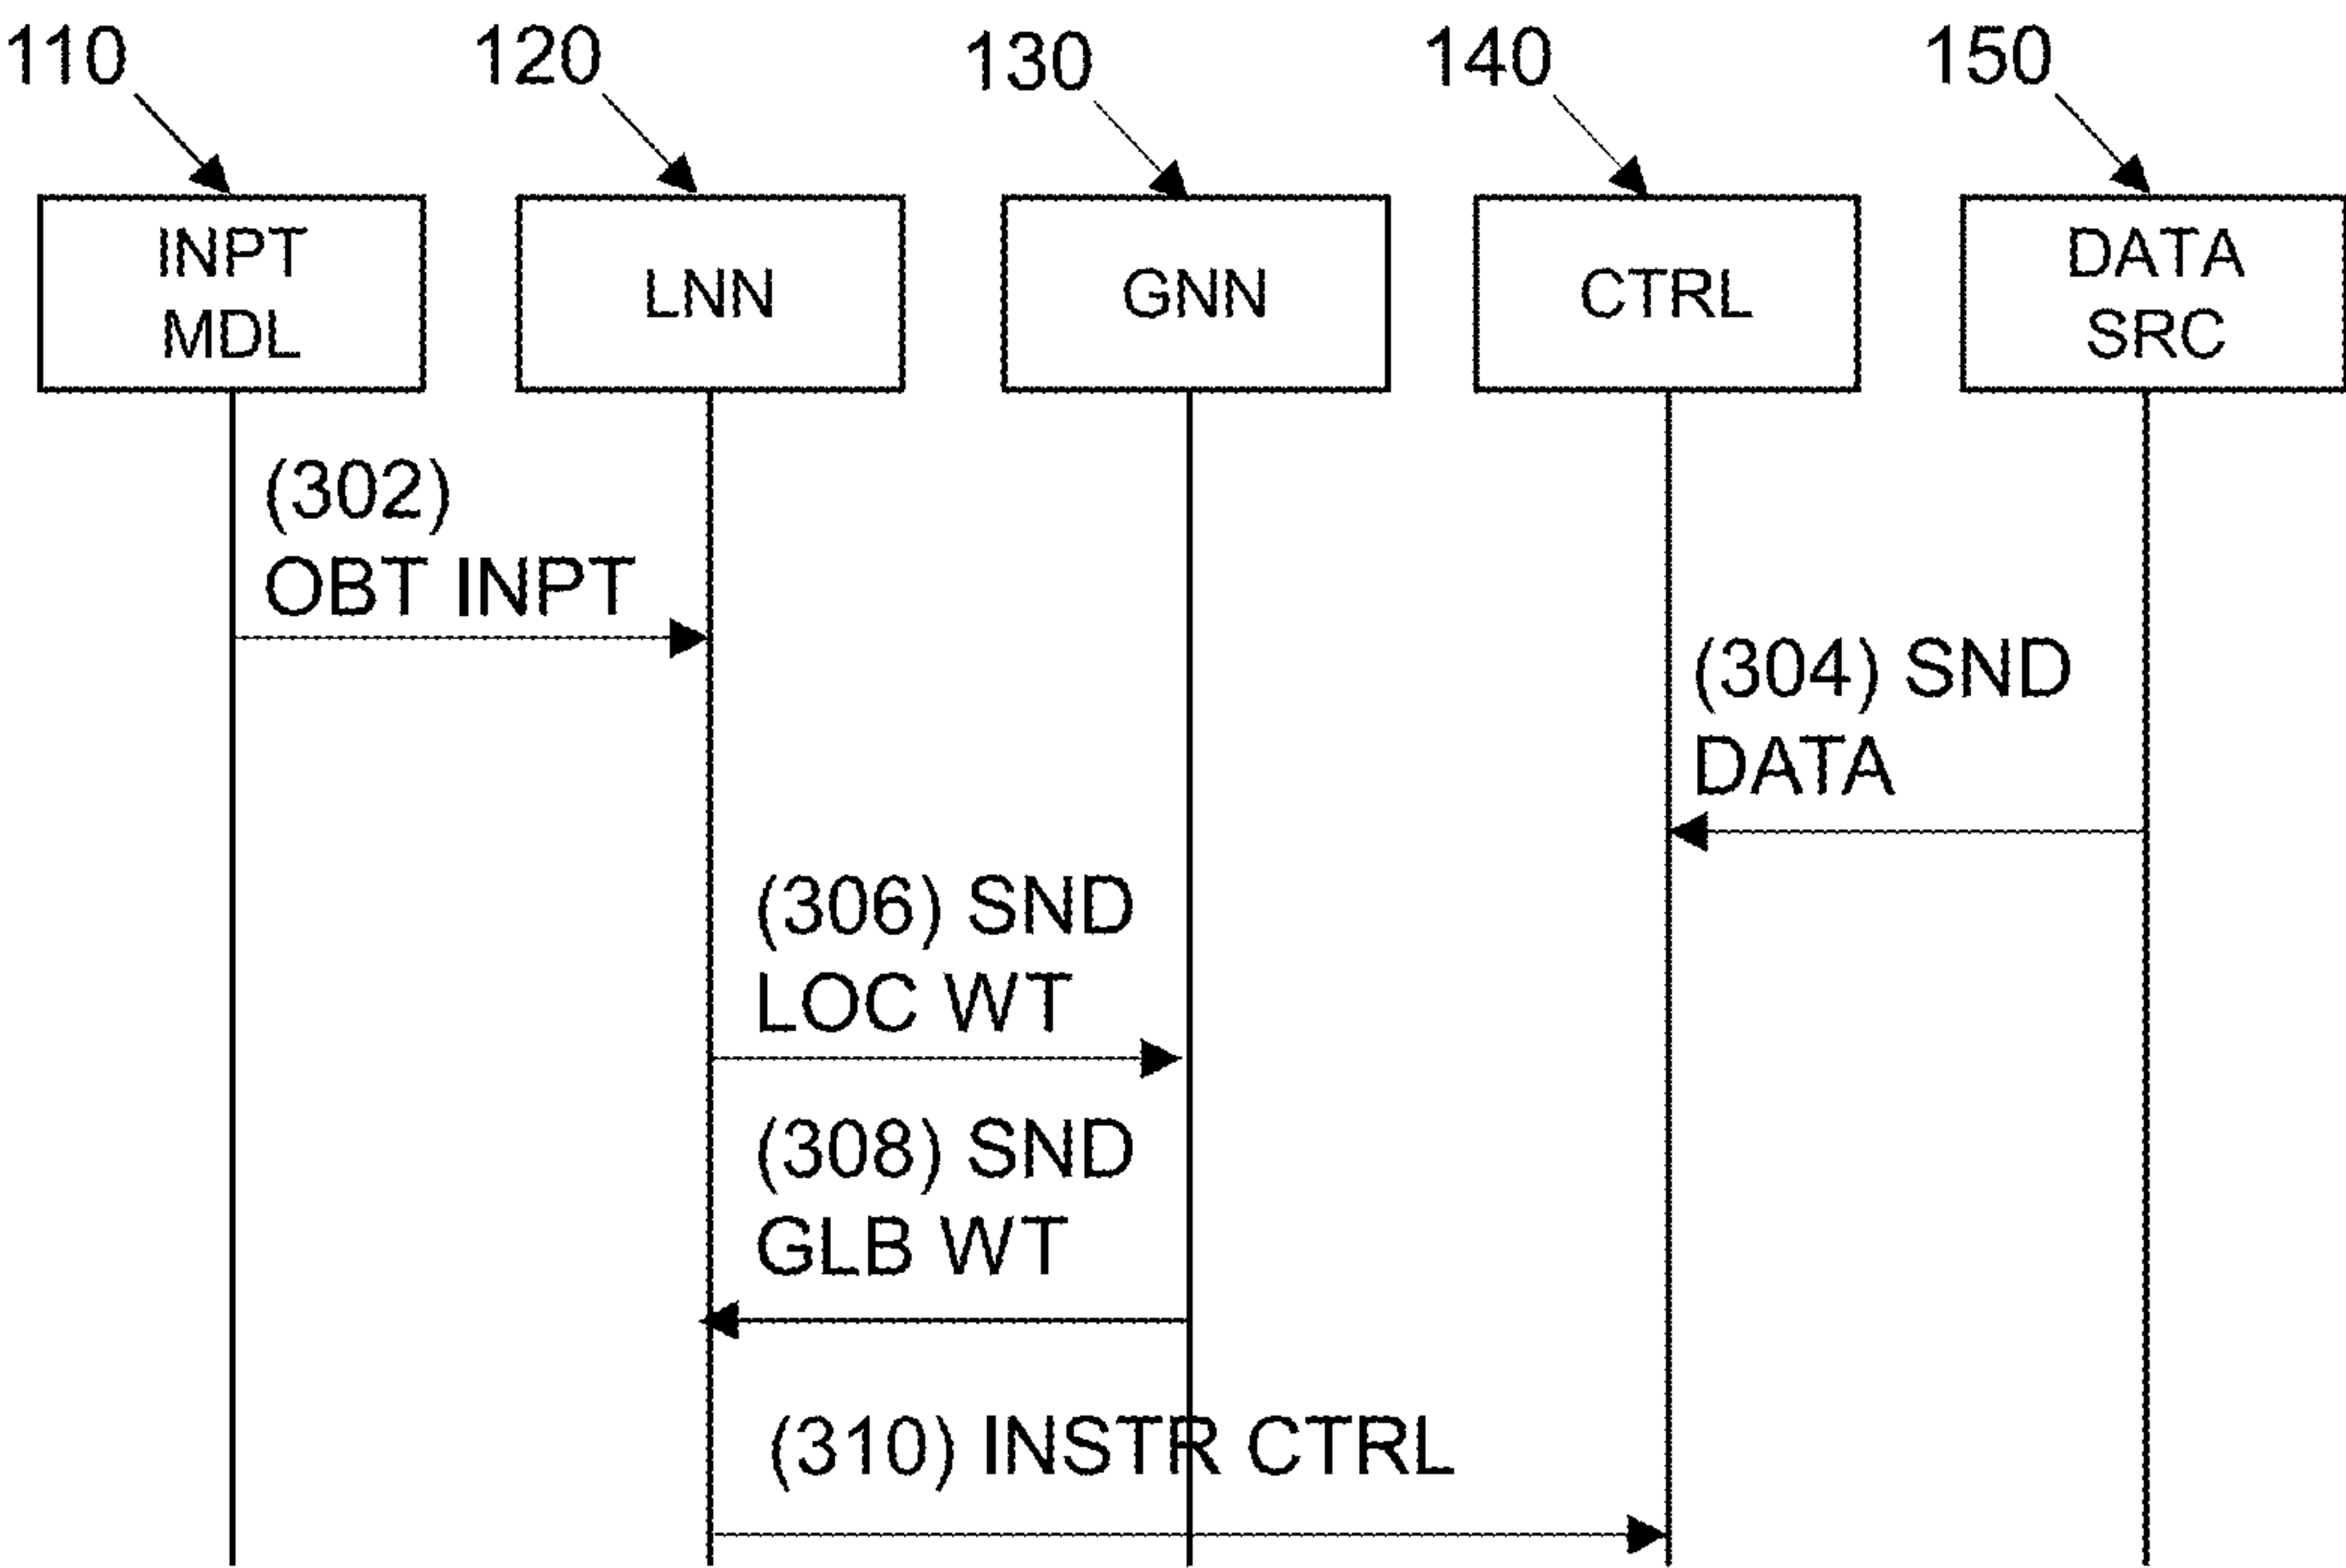 110
120
130
140
150
INPT
MDL
LNN
GNN
CTRL
DATA
SRC
(302)
OBT INPT
(304) SND
DATA
(306) SND
LOC WT
(308) SND
GLB WT
(310) INSTR CTRL